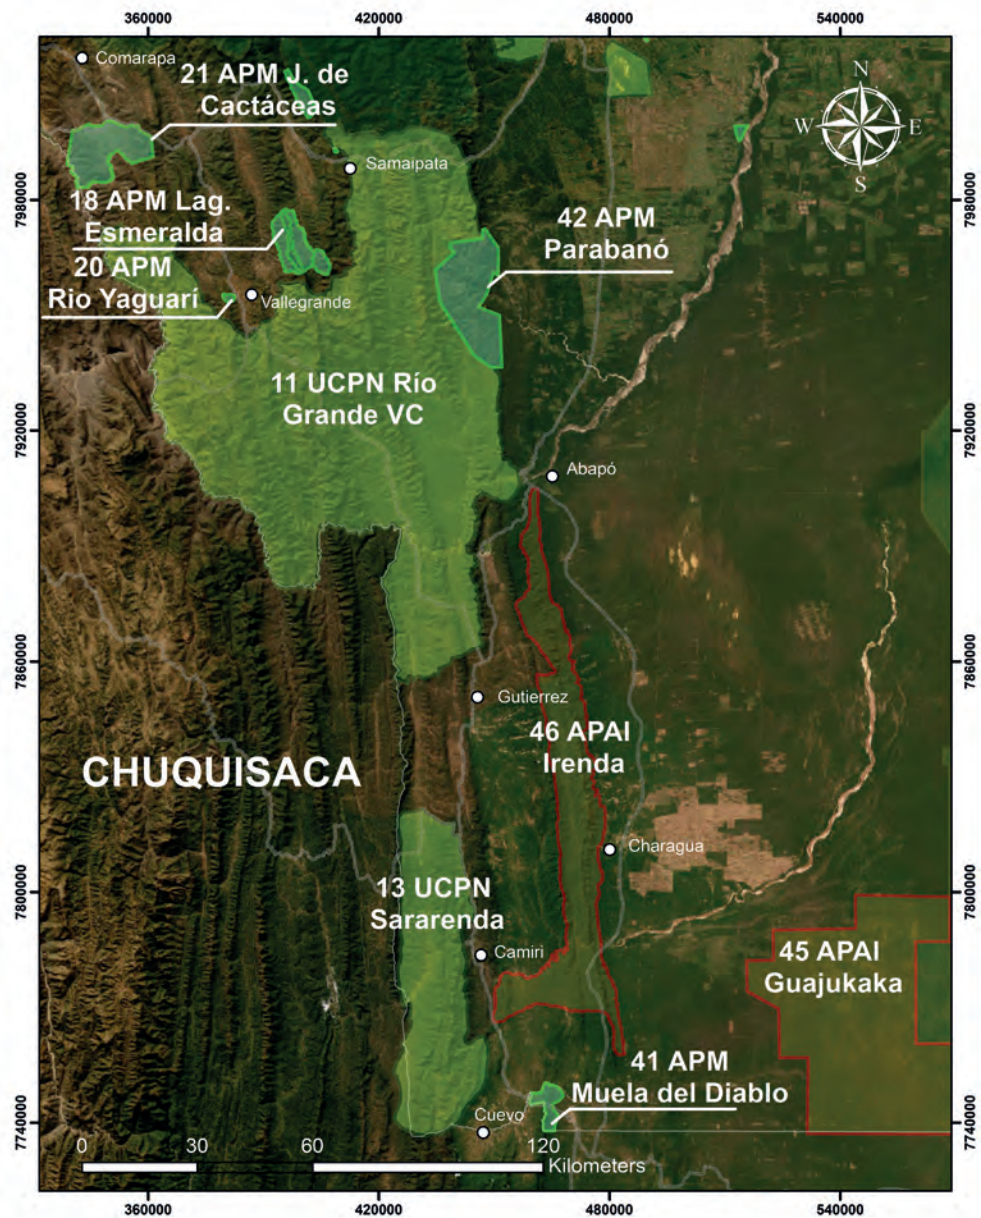 360000 420000 480000 540000
Comarapa
21 APM J. de
Cactáceas
N
W E
S
Samaipata
7980000 7980000
18 APM Lag.
Esmeralda
42 APM
Parabanó
20 APM
Rio Yaguarí
Vallegrande
11 UCPN Río
Grande VC
7920000 7920000
Abapó
7860000 7860000
Gutierrez
46 APAI
Irenda
CHUQUISACA
Charagua
13 UCPN
Sararenda
7800000 7800000
Camiri
45 APAI
Guajukaka
41 APM
Muela del Diablo
Cuevo
7740000 7740000
0 30 60 120
Kilometers
360000 420000 480000 540000